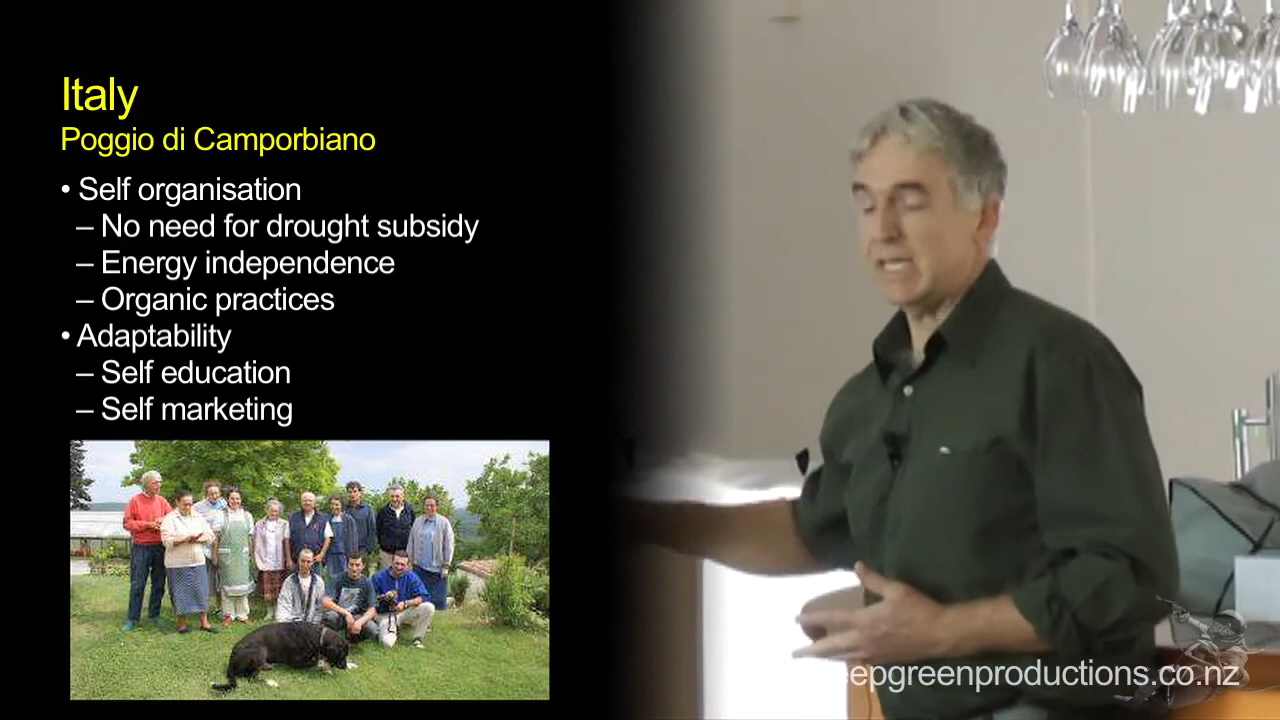 Italy
Poggio di Camporbiano
• Self organisation
– No need for drought subsidy
– Energy independence
– Organic practices
• Adaptability
– Self education
– Self marketing
eepgreenproductions.co.nz